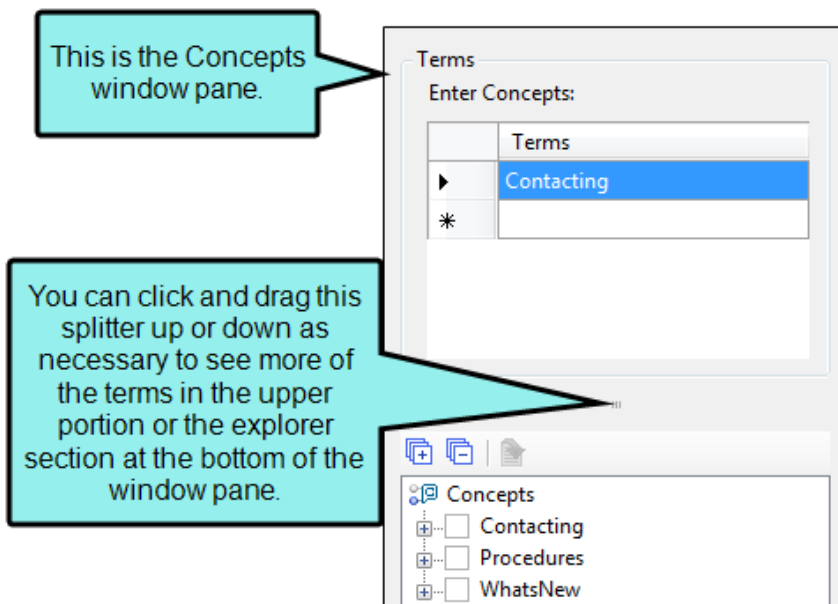 This is the Concepts
window pane.
Terms
Enter Concepts:
Terms
Contacting
You can click and drag this
splitter up or down as
necessary to see more of
the terms in the upper
portion or the explorer
section at the bottom of the
window pane.
Concepts
Contacting
Procedures
WhatsNew